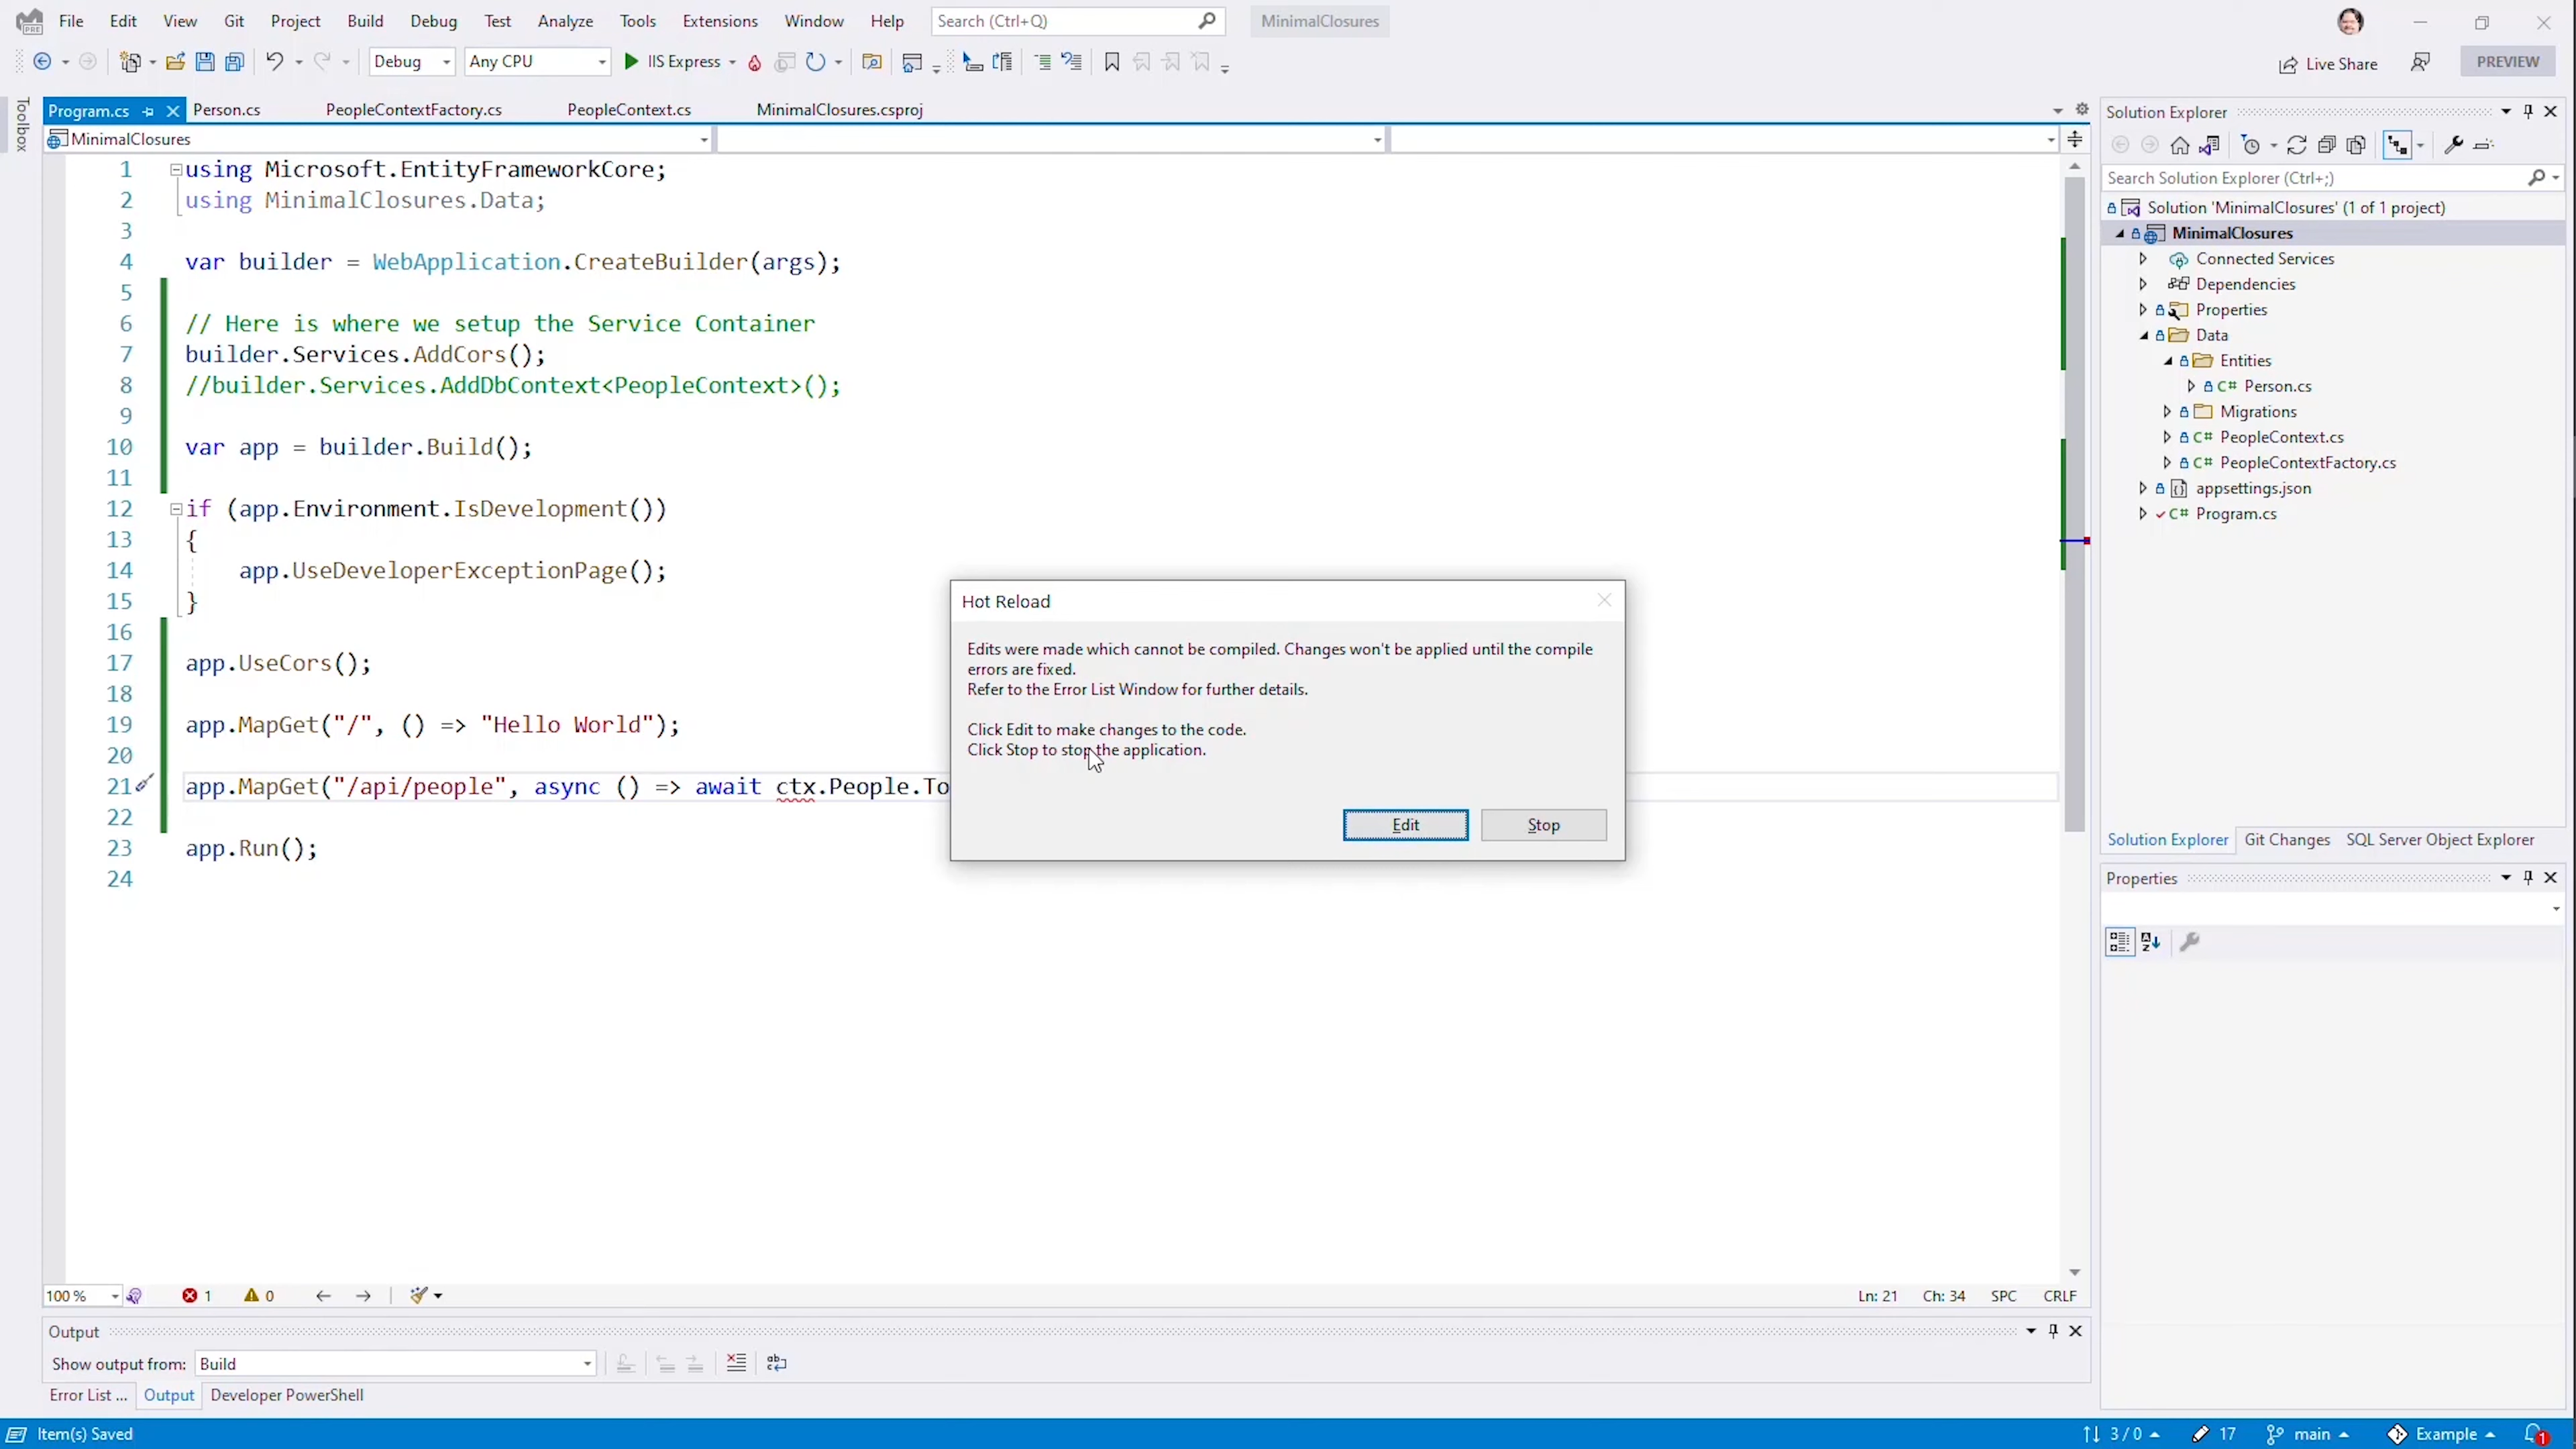 File Edit View Git Project Build Debug Test Analyze Tools Extensions Window Help Search (Ctrl+Q) MinimalClosures
PRE
Debug Any CPU IIS Express Live Share PREVIEW
Toolbox
Program.cs Person.cs PeopleContextFactory.cs PeopleContext.cs MinimalClosures.csproj
MinimalClosures
1 using Microsoft.EntityFrameworkCore;
2 using MinimalClosures.Data;
3
4 var builder = WebApplication.CreateBuilder(args);
5
6 // Here is where we setup the Service Container
7 builder.Services.AddCors();
8 //builder.Services.AddDbContext<PeopleContext>();
9
10 var app = builder.Build();
11
12 if (app.Environment.IsDevelopment())
13 {
14 app.UseDeveloperExceptionPage();
15 }
16
17 app.UseCors();
18
19 app.MapGet("/", () => "Hello World");
20
21 app.MapGet("/api/people", async () => await ctx.People.To
22
23 app.Run();
24
Hot Reload
Edits were made which cannot be compiled. Changes won't be applied until the compile
errors are fixed.
Refer to the Error List Window for further details.
Click Edit to make changes to the code.
Click Stop to stop the application.
Edit Stop
Solution Explorer
Search Solution Explorer (Ctrl+;)
Solution 'MinimalClosures' (1 of 1 project)
MinimalClosures
Connected Services
Dependencies
Properties
Data
Entities
C# Person.cs
Migrations
C# PeopleContext.cs
C# PeopleContextFactory.cs
appsettings.json
C# Program.cs
Solution Explorer Git Changes SQL Server Object Explorer
Properties
100 % 1 0 Ln: 21 Ch: 34 SPC CRLF
Output
Show output from: Build
Error List ... Output Developer PowerShell
Item(s) Saved 3 / 0 17 main Example 1